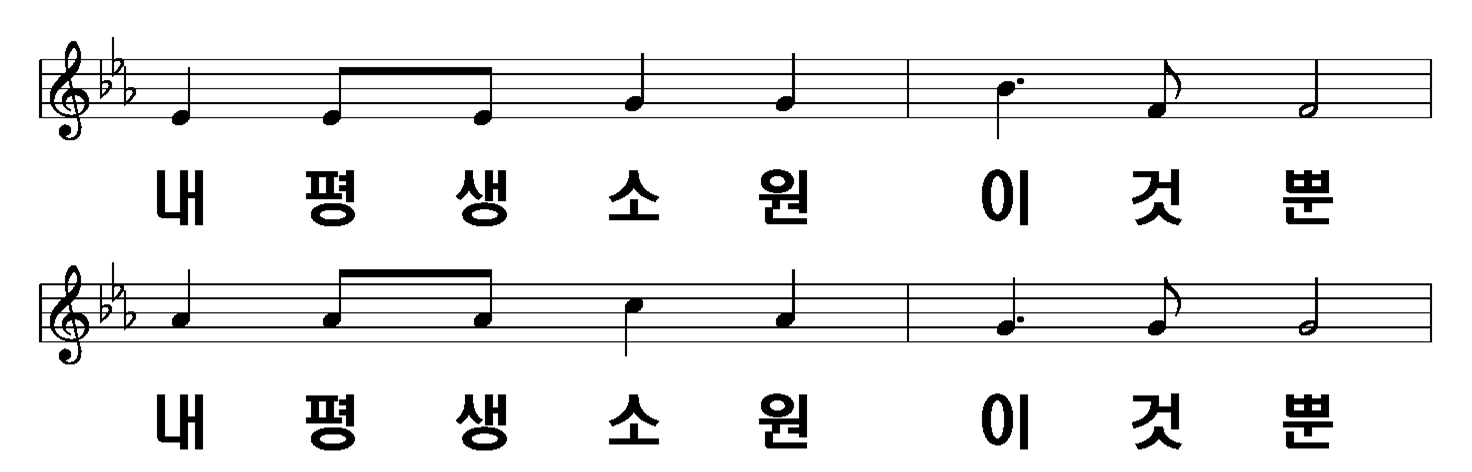 내 평 생 소 원 이 것 뿐
내 평 생 소 원 이 것 뿐